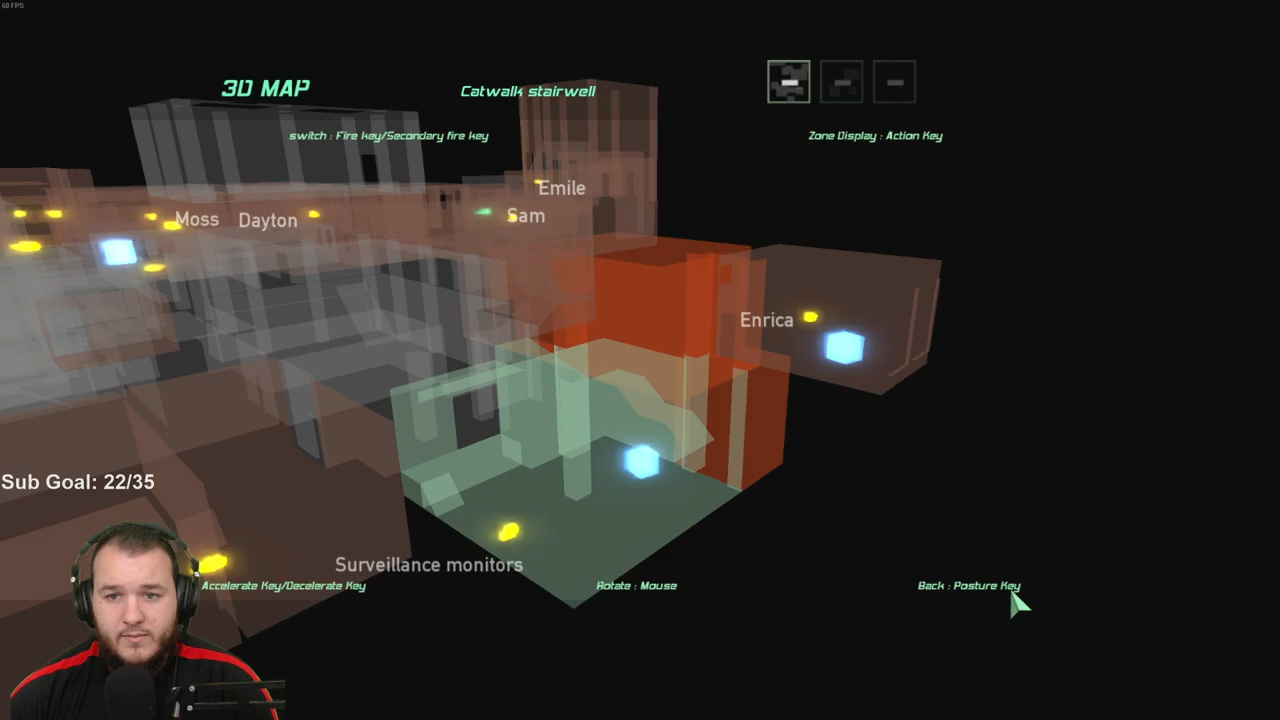 60 FPS
3D MAP
Catwalk stairwell
switch : Fire key/Secondary fire key
Zone Display : Action Key
Emile
Moss
Dayton
Sam
Enrica
Sub Goal: 22/35
Surveillance monitors
Accelerate Key/Decelerate Key
Rotate : Mouse
Back : Posture Key